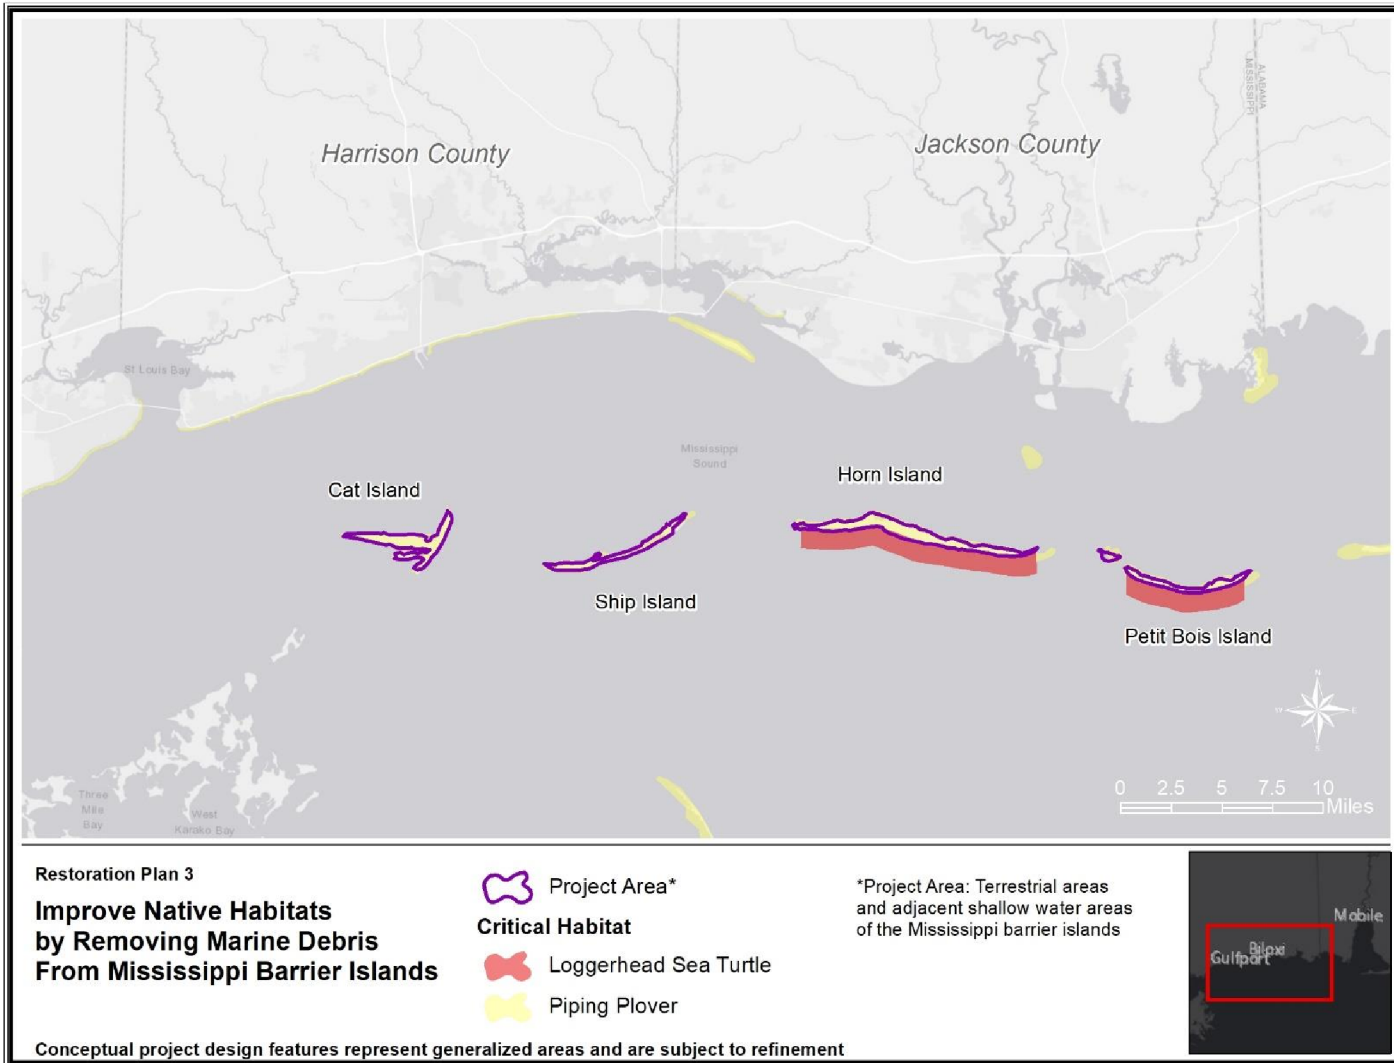 ALABAMA
MISSISSIPPI
Harrison County
Jackson County
St Louis Bay
Mississippi
Sound
Cat Island
Horn Island
Ship Island
Petit Bois Island
N
W E
S
0 2.5 5 7.5 10
Miles
Three
Mile
Bay
West
Karako Bay
Restoration Plan 3
Improve Native Habitats
by Removing Marine Debris
From Mississippi Barrier Islands
Project Area*
Critical Habitat
Loggerhead Sea Turtle
Piping Plover
*Project Area: Terrestrial areas
and adjacent shallow water areas
of the Mississippi barrier islands
Mobile
Biloxi
Gulfport
Conceptual project design features represent generalized areas and are subject to refinement